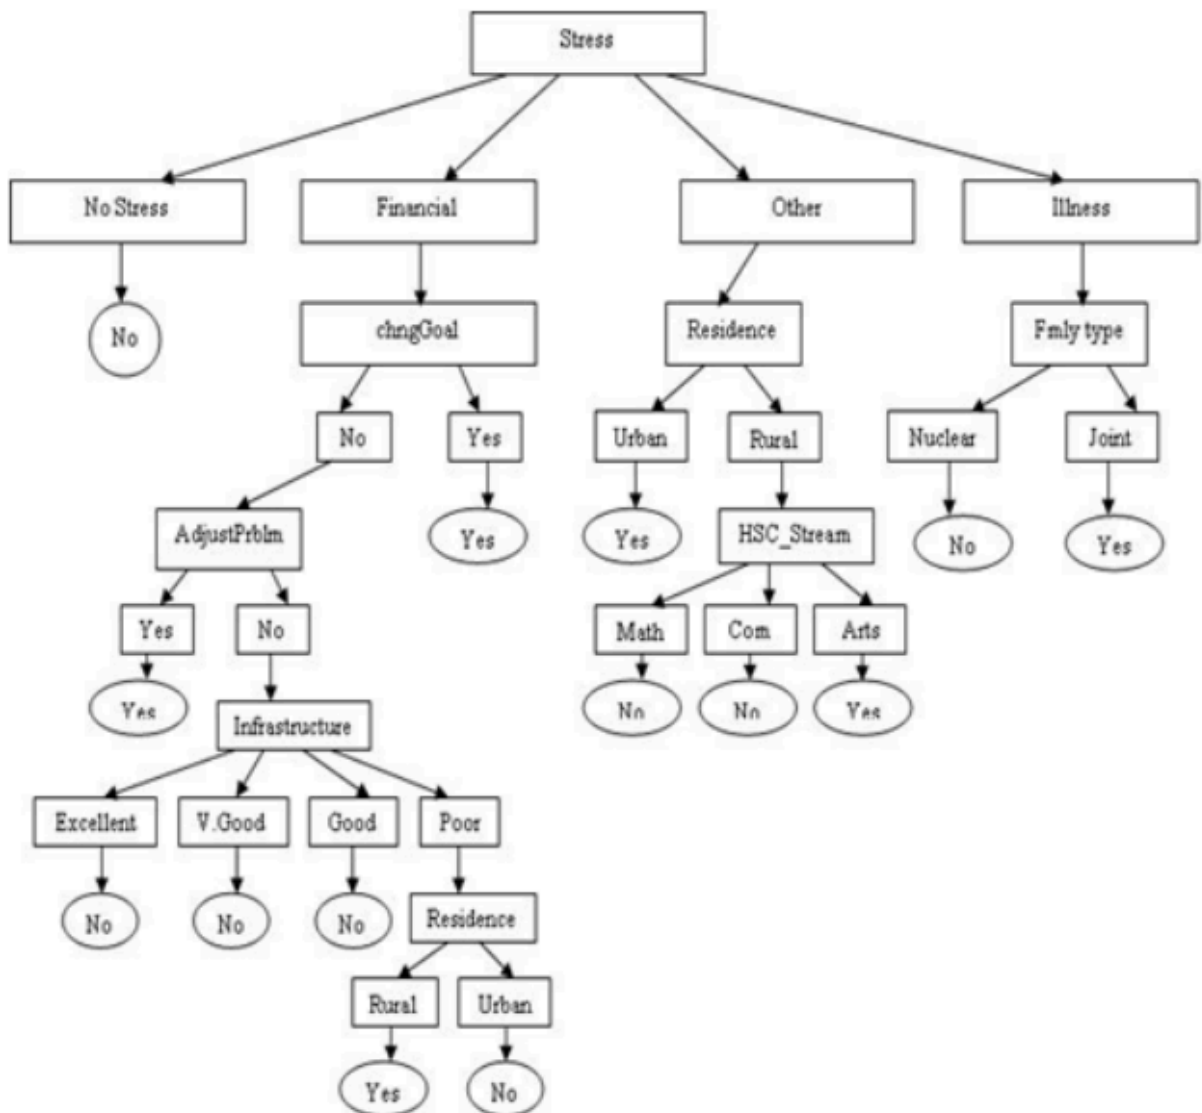 Stress
No Stress Financial Other Illness
No chngGoal Residence Fmly type
No Yes Urban Rural Nuclear Joint
AdjustPrblm Yes Yes HSC_Stream No Yes
Yes No Math Com Arts
Yes Infrastructure No No Yes
Excellent V.Good Good Poor
No No No Residence
Rural Urban
Yes No